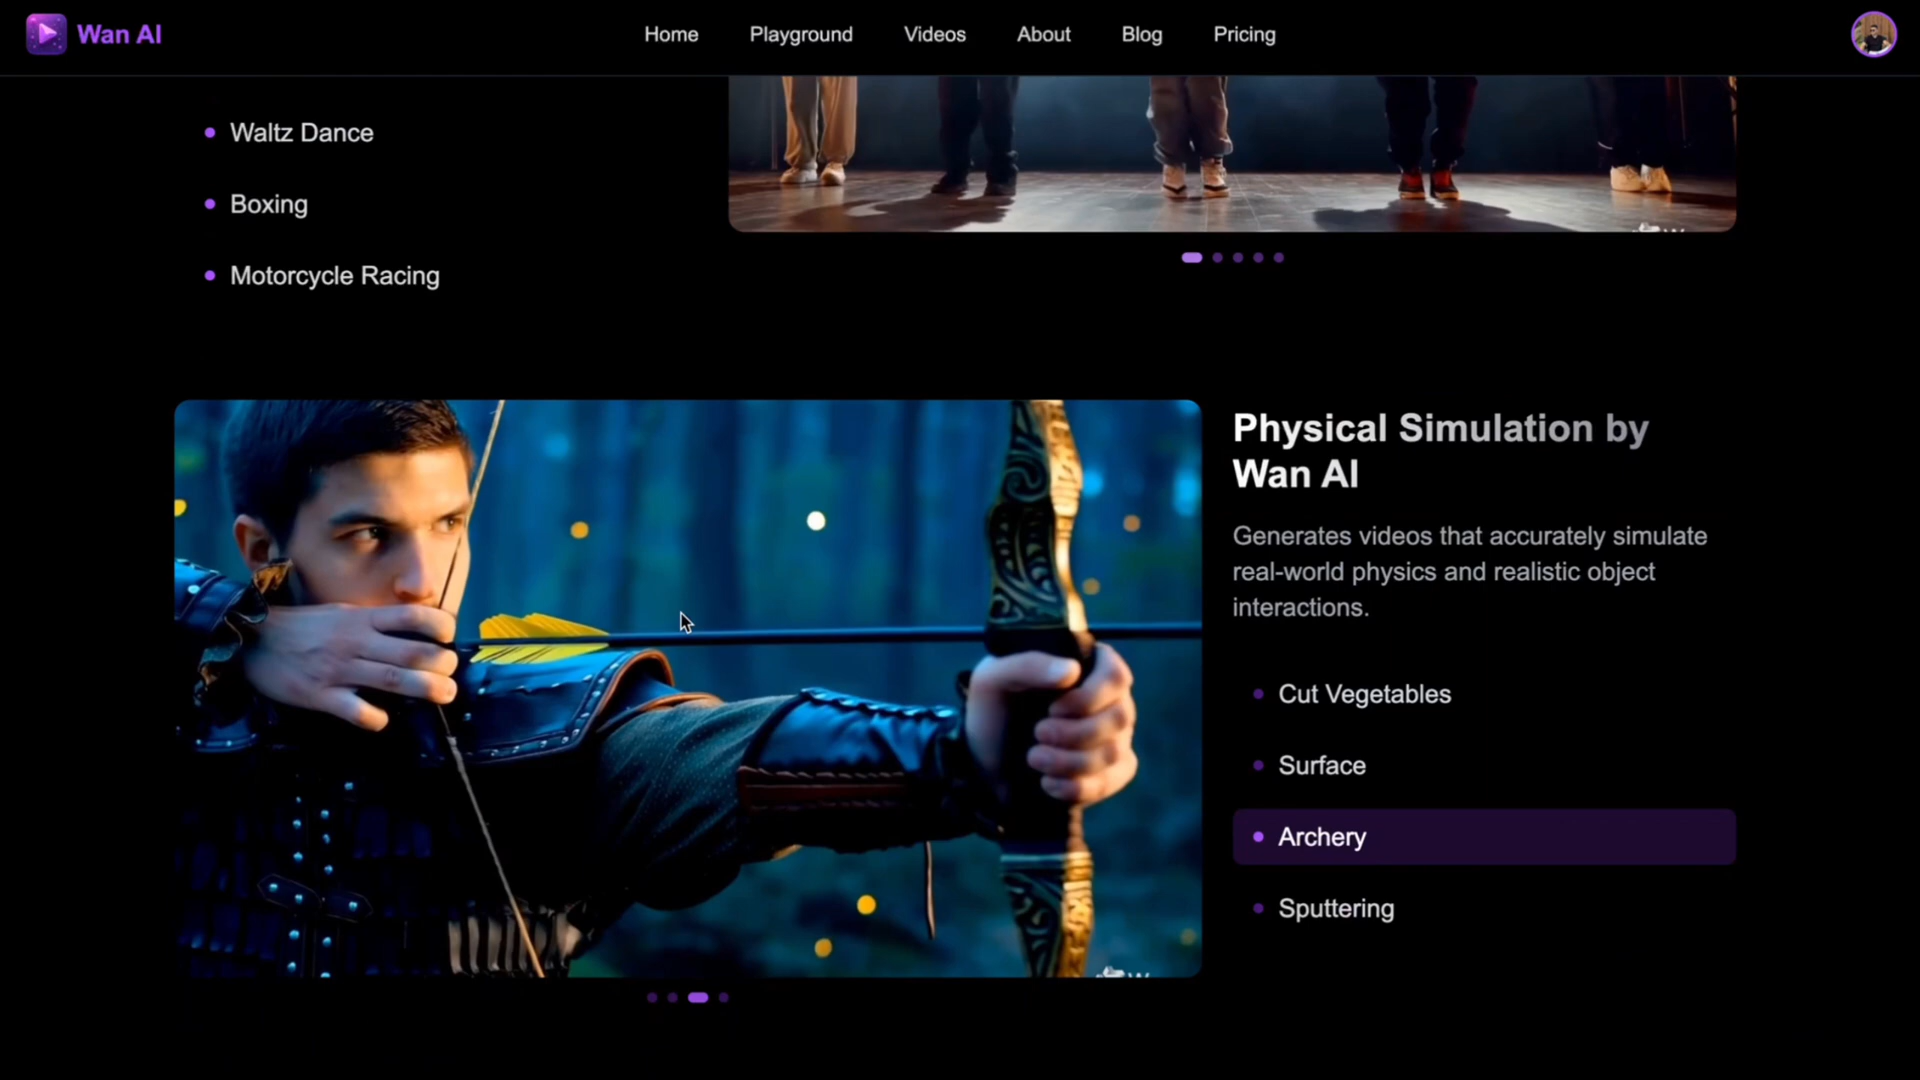 Wan AI
Home
Playground
Videos
About
Blog
Pricing
Waltz Dance
Boxing
Motorcycle Racing
Physical Simulation by
Wan AI
Generates videos that accurately simulate
real-world physics and realistic object
interactions.
Cut Vegetables
Surface
Archery
Sputtering